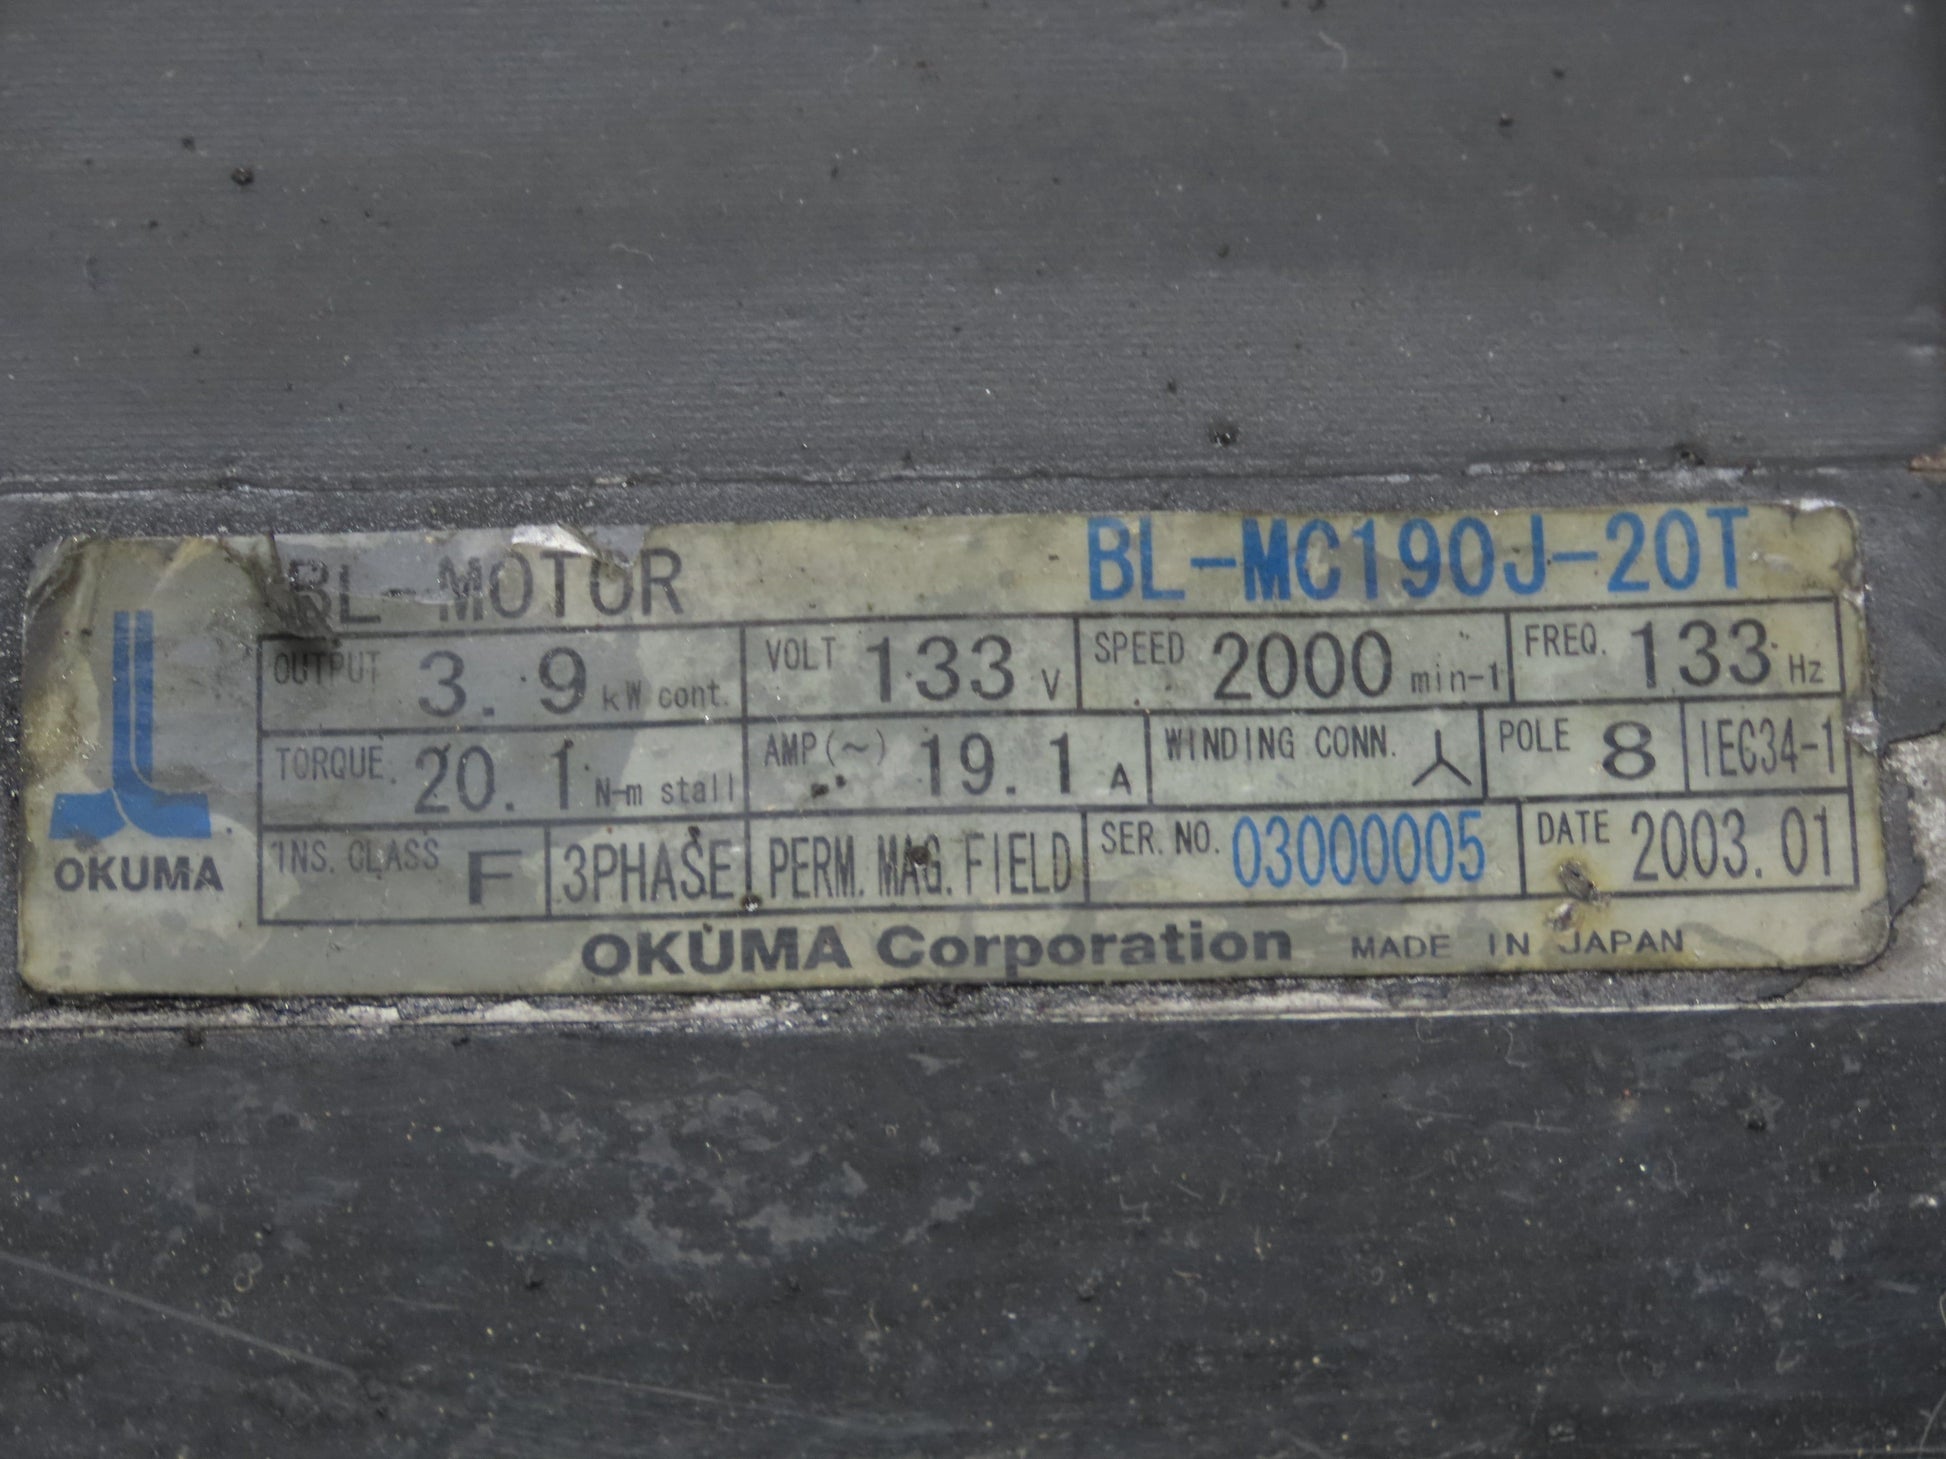 BL-MOTOR BL-MC190J-20T
OUTPUT 3.9 kW cont. VOLT 133 V SPEED 2000 min-1 FREQ. 133 Hz
TORQUE 20.1 N-m stall AMP(~) 19.1 A WINDING CONN. POLE 8 IEC34-1
INS. CLASS F 3PHASE PERM. MAG. FIELD SER. NO. 03000005 DATE 2003.01
OKUMA
OKUMA Corporation MADE IN JAPAN